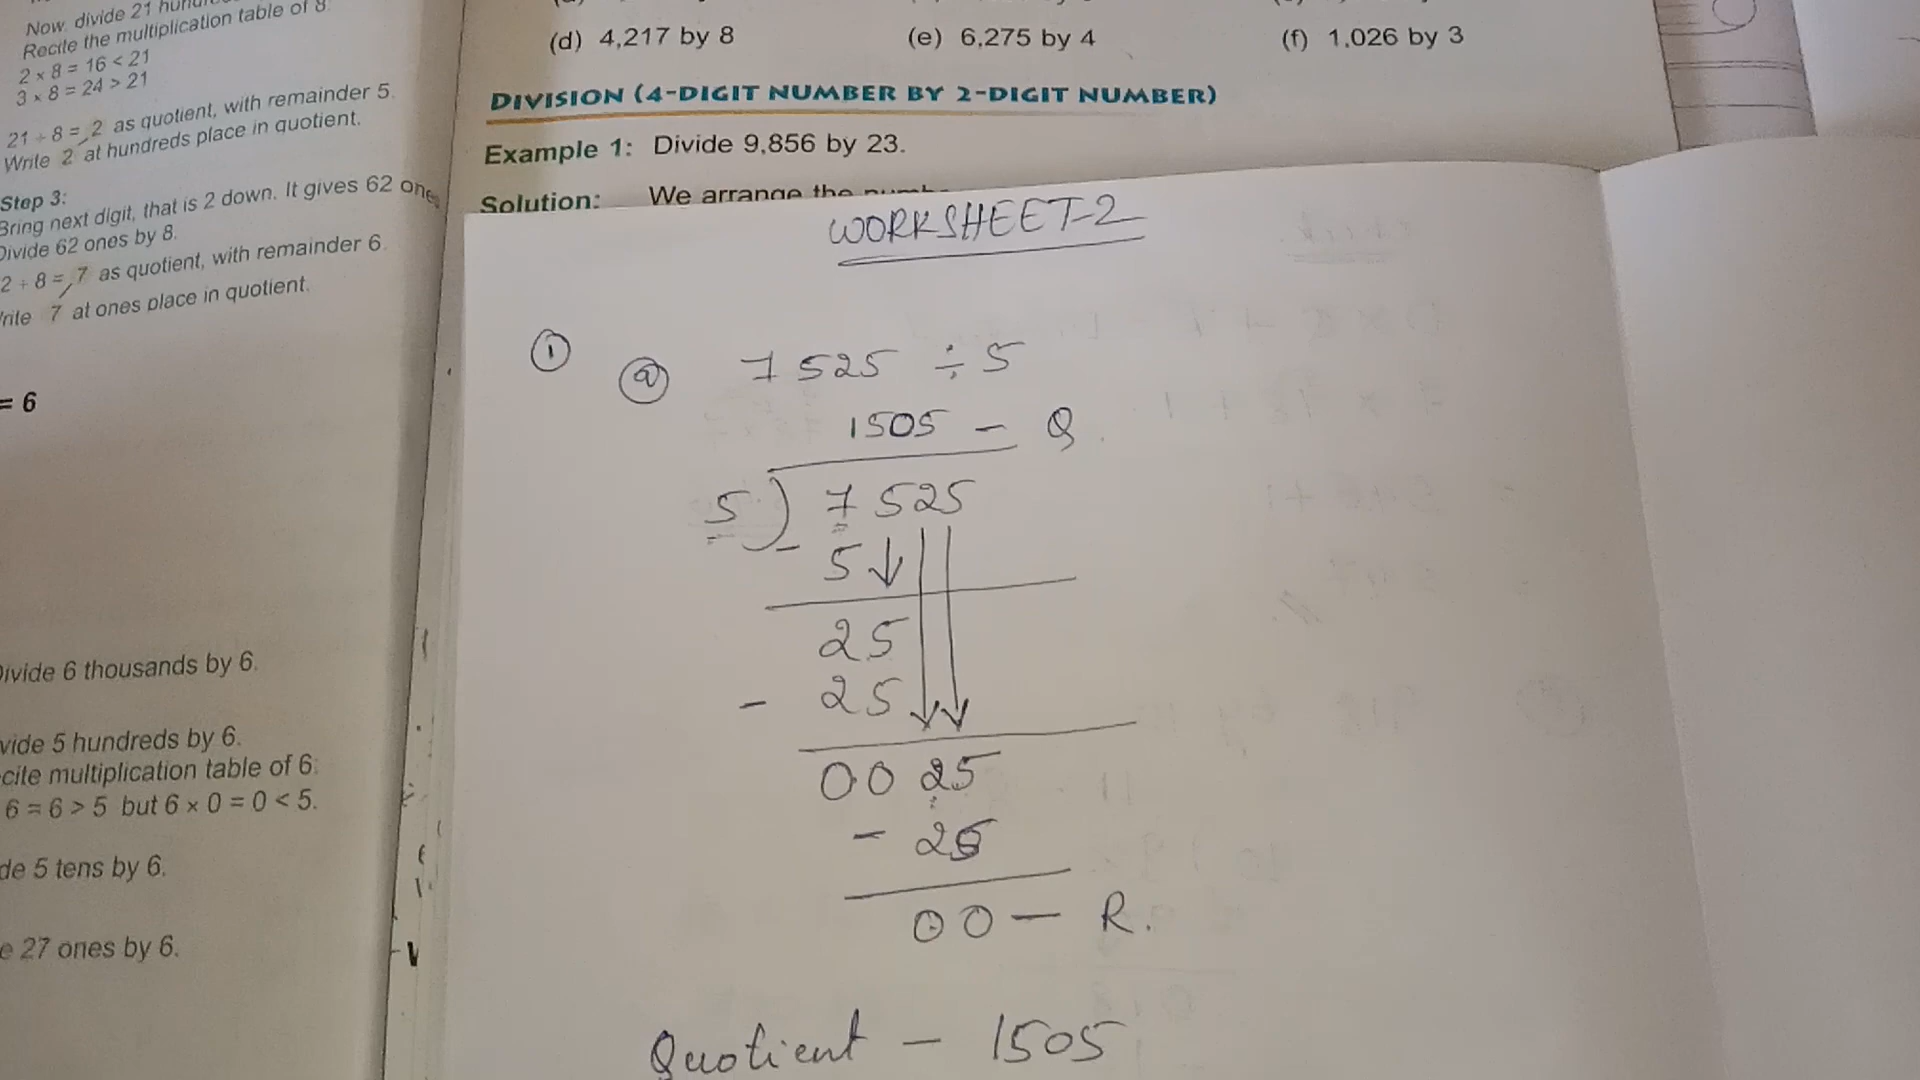 Now, divide 21
Recite the multiplication table of 8
2 × 8 = 16 < 21
3 × 8 = 24 > 21
21 ÷ 8 = 2 as quotient, with remainder 5.
Write 2 at hundreds place in quotient.
Step 3:
Bring next digit, that is 2 down. It gives 62 ones
Divide 62 ones by 8.
2 ÷ 8 = 7 as quotient, with remainder 6.
7 at ones place in quotient.
= 6
Divide 6 thousands by 6.
5 hundreds by 6.
multiplication table of 6.
6 = 6 > 5 but 6 × 0 = 0 < 5.
5 tens by 6.
27 ones by 6.
(d) 4,217 by 8 (e) 6,275 by 4 (f) 1,026 by 3
DIVISION (4-DIGIT NUMBER BY 2-DIGIT NUMBER)
Example 1: Divide 9,856 by 23.
Solution: We arrange the
WORKSHEET-2
1
a 7525 ÷ 5
1505 - Q
5) 7525
- 5
25
- 25
0025
- 25
00 - R.
Quotient - 1505